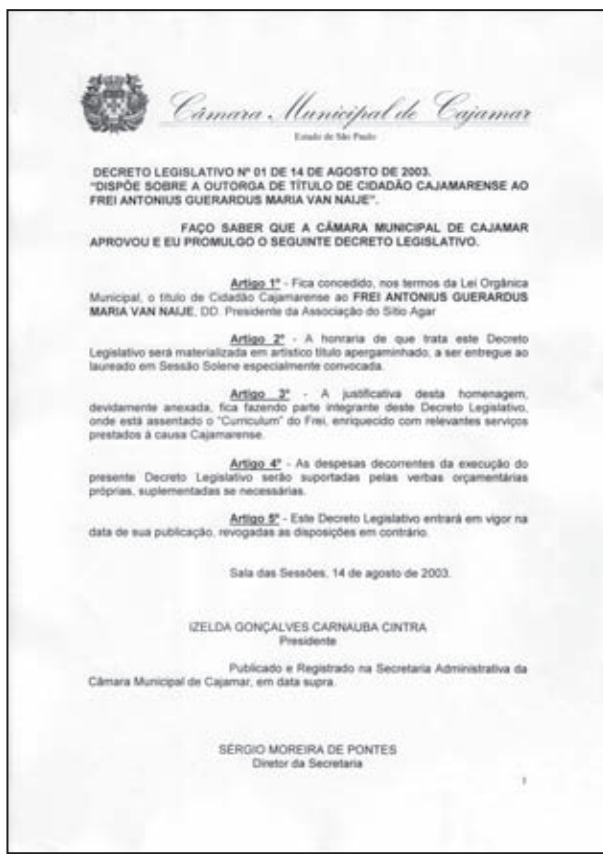 Câmara Municipal de Cajamar
Estado de São Paulo
DECRETO LEGISLATIVO Nº 01 DE 14 DE AGOSTO DE 2003.
"DISPÕE SOBRE A OUTORGA DE TÍTULO DE CIDADÃO CAJAMARENSE AO
FREI ANTONIUS GUERARDUS MARIA VAN NAIJE".
FAÇO SABER QUE A CÂMARA MUNICIPAL DE CAJAMAR
APROVOU E EU PROMULGO O SEGUINTE DECRETO LEGISLATIVO.
Artigo 1º - Fica concedido, nos termos da Lei Orgânica
Municipal, o título de Cidadão Cajamarense ao FREI ANTONIUS GUERARDUS
MARIA VAN NAIJE, DD. Presidente da Associação do Sítio Agar
Artigo 2º - A honraria de que trata este Decreto
Legislativo será materializada em artístico título apergaminhado, a ser entregue ao
laureado em Sessão Solene especialmente convocada.
Artigo 3º - A justificativa desta homenagem,
devidamente anexada, fica fazendo parte integrante deste Decreto Legislativo,
onde está assentado o "Curriculum" do Frei, enriquecido com relevantes serviços
prestados à causa Cajamarense.
Artigo 4º - As despesas decorrentes da execução do
presente Decreto Legislativo serão suportadas pelas verbas orçamentárias
próprias, suplementadas se necessárias.
Artigo 5º - Este Decreto Legislativo entrará em vigor na
data de sua publicação, revogadas as disposições em contrário.
Sala das Sessões, 14 de agosto de 2003.
IZELDA GONÇALVES CARNAUBA CINTRA
Presidente
Publicado e Registrado na Secretaria Administrativa da
Câmara Municipal de Cajamar, em data supra.
SÉRGIO MOREIRA DE PONTES
Diretor da Secretaria